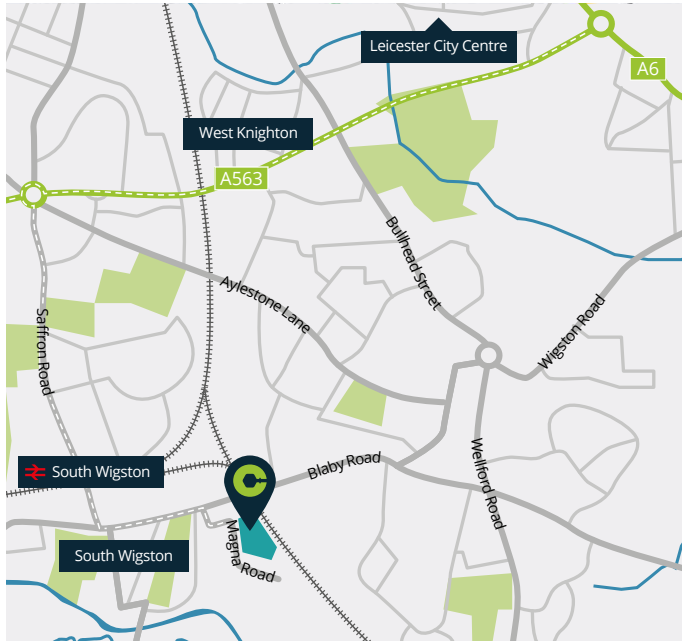 Leicester City Centre
A6
West Knighton
A563
Bullhead Street
Aylestone Lane
Saffron Road
Wigston Road
South Wigston
Blaby Road
Wellford Road
Magna Road
South Wigston